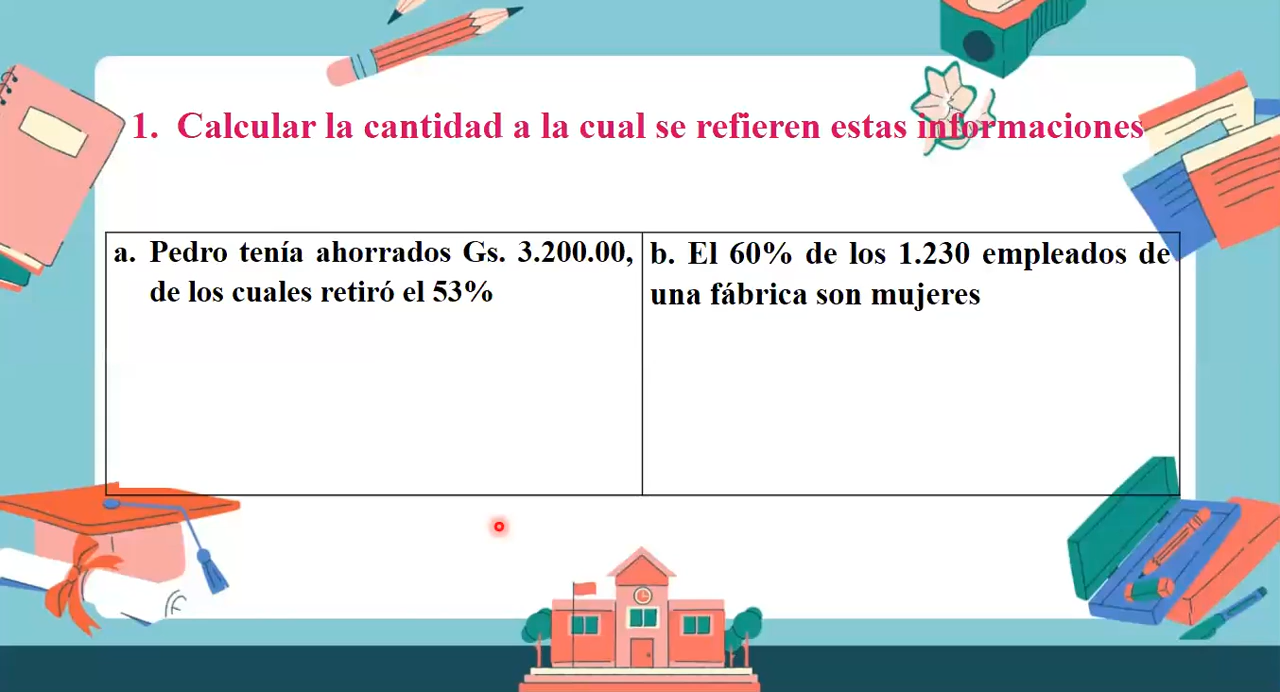 1. Calcular la cantidad a la cual se refieren estas informaciones
a. Pedro tenía ahorrados Gs. 3.200.00,
de los cuales retiró el 53%
b. El 60% de los 1.230 empleados de
una fábrica son mujeres